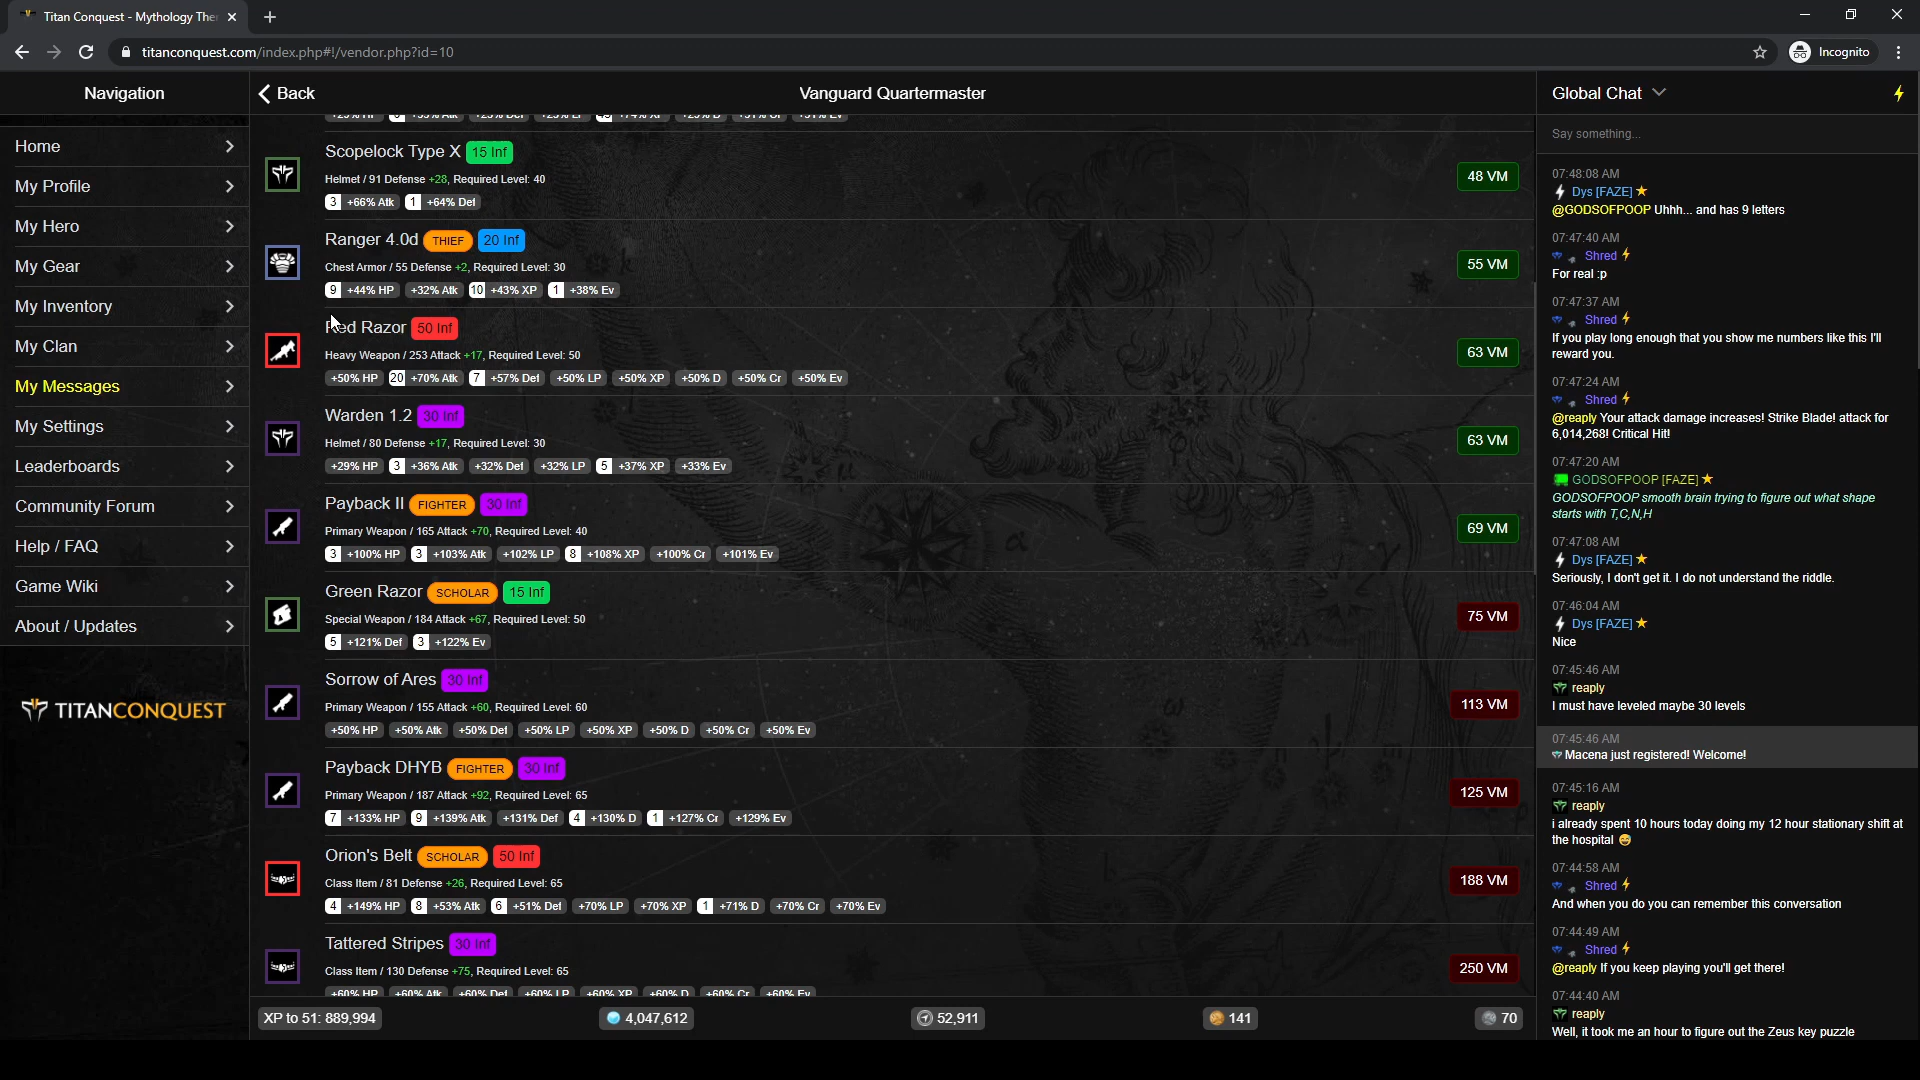 Titan Conquest - Mythology The
titanconquest.com/index.php#!/vendor.php?id=10
Incognito
Navigation
Home
My Profile
My Hero
My Gear
My Inventory
My Clan
My Messages
My Settings
Leaderboards
Community Forum
Help / FAQ
Game Wiki
About / Updates
TITANCONQUEST
Back
Vanguard Quartermaster
Scopelock Type X 15 Inf
Helmet / 91 Defense +28, Required Level: 40
3 +66% Atk 1 +64% Def
48 VM
Ranger 4.0d THIEF 20 Inf
Chest Armor / 55 Defense +2, Required Level: 30
9 +44% HP +32% Atk 10 +43% XP 1 +38% Ev
55 VM
Red Razor 50 Inf
Heavy Weapon / 253 Attack +17, Required Level: 50
+50% HP 20 +70% Atk 7 +57% Def +50% LP +50% XP +50% D +50% Cr +50% Ev
63 VM
Warden 1.2 30 Inf
Helmet / 80 Defense +17, Required Level: 30
+29% HP 3 +36% Atk +32% Def +32% LP 5 +37% XP +33% Ev
63 VM
Payback II FIGHTER 30 Inf
Primary Weapon / 165 Attack +70, Required Level: 40
3 +100% HP 3 +103% Atk +102% LP 8 +108% XP +100% Cr +101% Ev
69 VM
Green Razor SCHOLAR 15 Inf
Special Weapon / 184 Attack +67, Required Level: 50
5 +121% Def 3 +122% Ev
75 VM
Sorrow of Ares 30 Inf
Primary Weapon / 155 Attack +60, Required Level: 60
+50% HP +50% Atk +50% Def +50% LP +50% XP +50% D +50% Cr +50% Ev
113 VM
Payback DHYB FIGHTER 30 Inf
Primary Weapon / 187 Attack +92, Required Level: 65
7 +133% HP 9 +139% Atk +131% Def 4 +130% D 1 +127% Cr +129% Ev
125 VM
Orion's Belt SCHOLAR 50 Inf
Class Item / 81 Defense +26, Required Level: 65
4 +149% HP 8 +53% Atk 6 +51% Def +70% LP +70% XP 1 +71% D +70% Cr +70% Ev
188 VM
Tattered Stripes 30 Inf
Class Item / 130 Defense +75, Required Level: 65
+60% HP +60% Atk +60% Def +60% LP +60% XP +60% D +60% Cr +60% Ev
250 VM
XP to 51: 889,994
4,047,612
52,911
141
70
Global Chat
Say something...
07:48:08 AM
Dys [FAZE]
@GODSOFPOOP Uhhh... and has 9 letters
07:47:40 AM
Shred
For real :p
07:47:37 AM
Shred
If you play long enough that you show me numbers like this I'll
reward you.
07:47:24 AM
Shred
@reaply Your attack damage increases! Strike Blade! attack for
6,014,268! Critical Hit!
07:47:20 AM
GODSOFPOOP [FAZE]
GODSOFPOOP smooth brain trying to figure out what shape
starts with T,C,N,H
07:47:08 AM
Dys [FAZE]
Seriously, I don't get it. I do not understand the riddle.
07:46:04 AM
Dys [FAZE]
Nice
07:45:46 AM
reaply
I must have leveled maybe 30 levels
07:45:46 AM
Macena just registered! Welcome!
07:45:16 AM
reaply
i already spent 10 hours today doing my 12 hour stationary shift at
the hospital 😅
07:44:58 AM
Shred
And when you do you can remember this conversation
07:44:49 AM
Shred
@reaply If you keep playing you'll get there!
07:44:40 AM
reaply
Well, it took me an hour to figure out the Zeus key puzzle